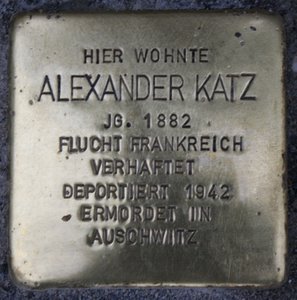 HIER WOHNTE
ALEXANDER KATZ
JG. 1882
FLUCHT FRANKREICH
VERHAFTET
DEPORTIERT 1942
ERMORDET IN
AUSCHWITZ